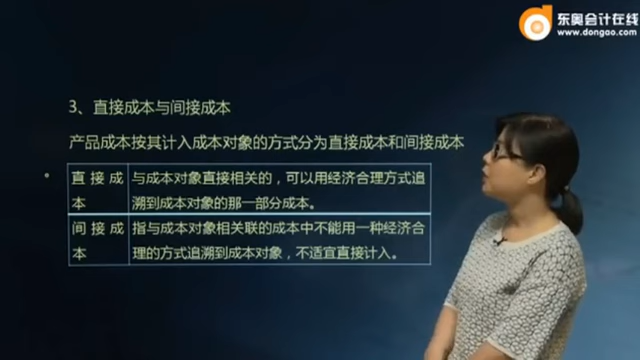 东奥会计在线
www.dongao.com
3、直接成本与间接成本
产品成本按其计入成本对象的方式分为直接成本和间接成本
直接成本
与成本对象直接相关的，可以用经济合理方式追
溯到成本对象的那一部分成本。
间接成本
指与成本对象相关联的成本中不能用一种经济合
理的方式追溯到成本对象，不适宜直接计入。